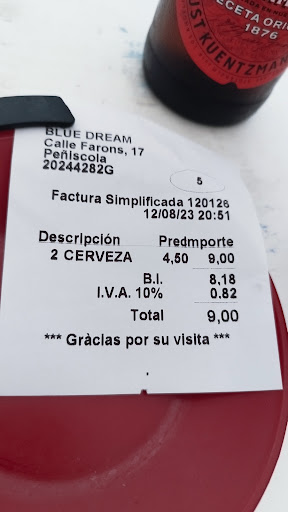 RECETA ORI
1876
UST KUENTZMA
BLUE DREAM
Calle Farons, 17
Peñiscola
20244282G
5
Factura Simplificada 120126
12/08/23 20:51
Descripción Predmporte
2 CERVEZA 4,50 9,00
B.I. 8,18
I.V.A. 10% 0.82
Total 9,00
*** Gràcias por su visita ***